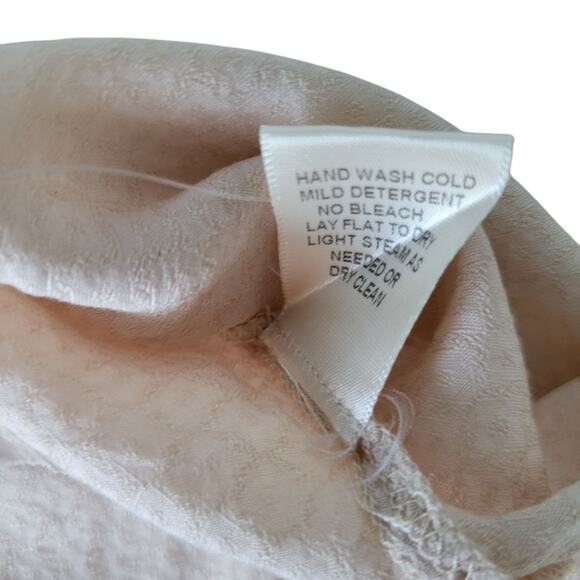 HAND WASH COLD
MILD DETERGENT
NO BLEACH
LAY FLAT TO DRY
LIGHT STEAM AS
NEEDED OR
DRY CLEAN